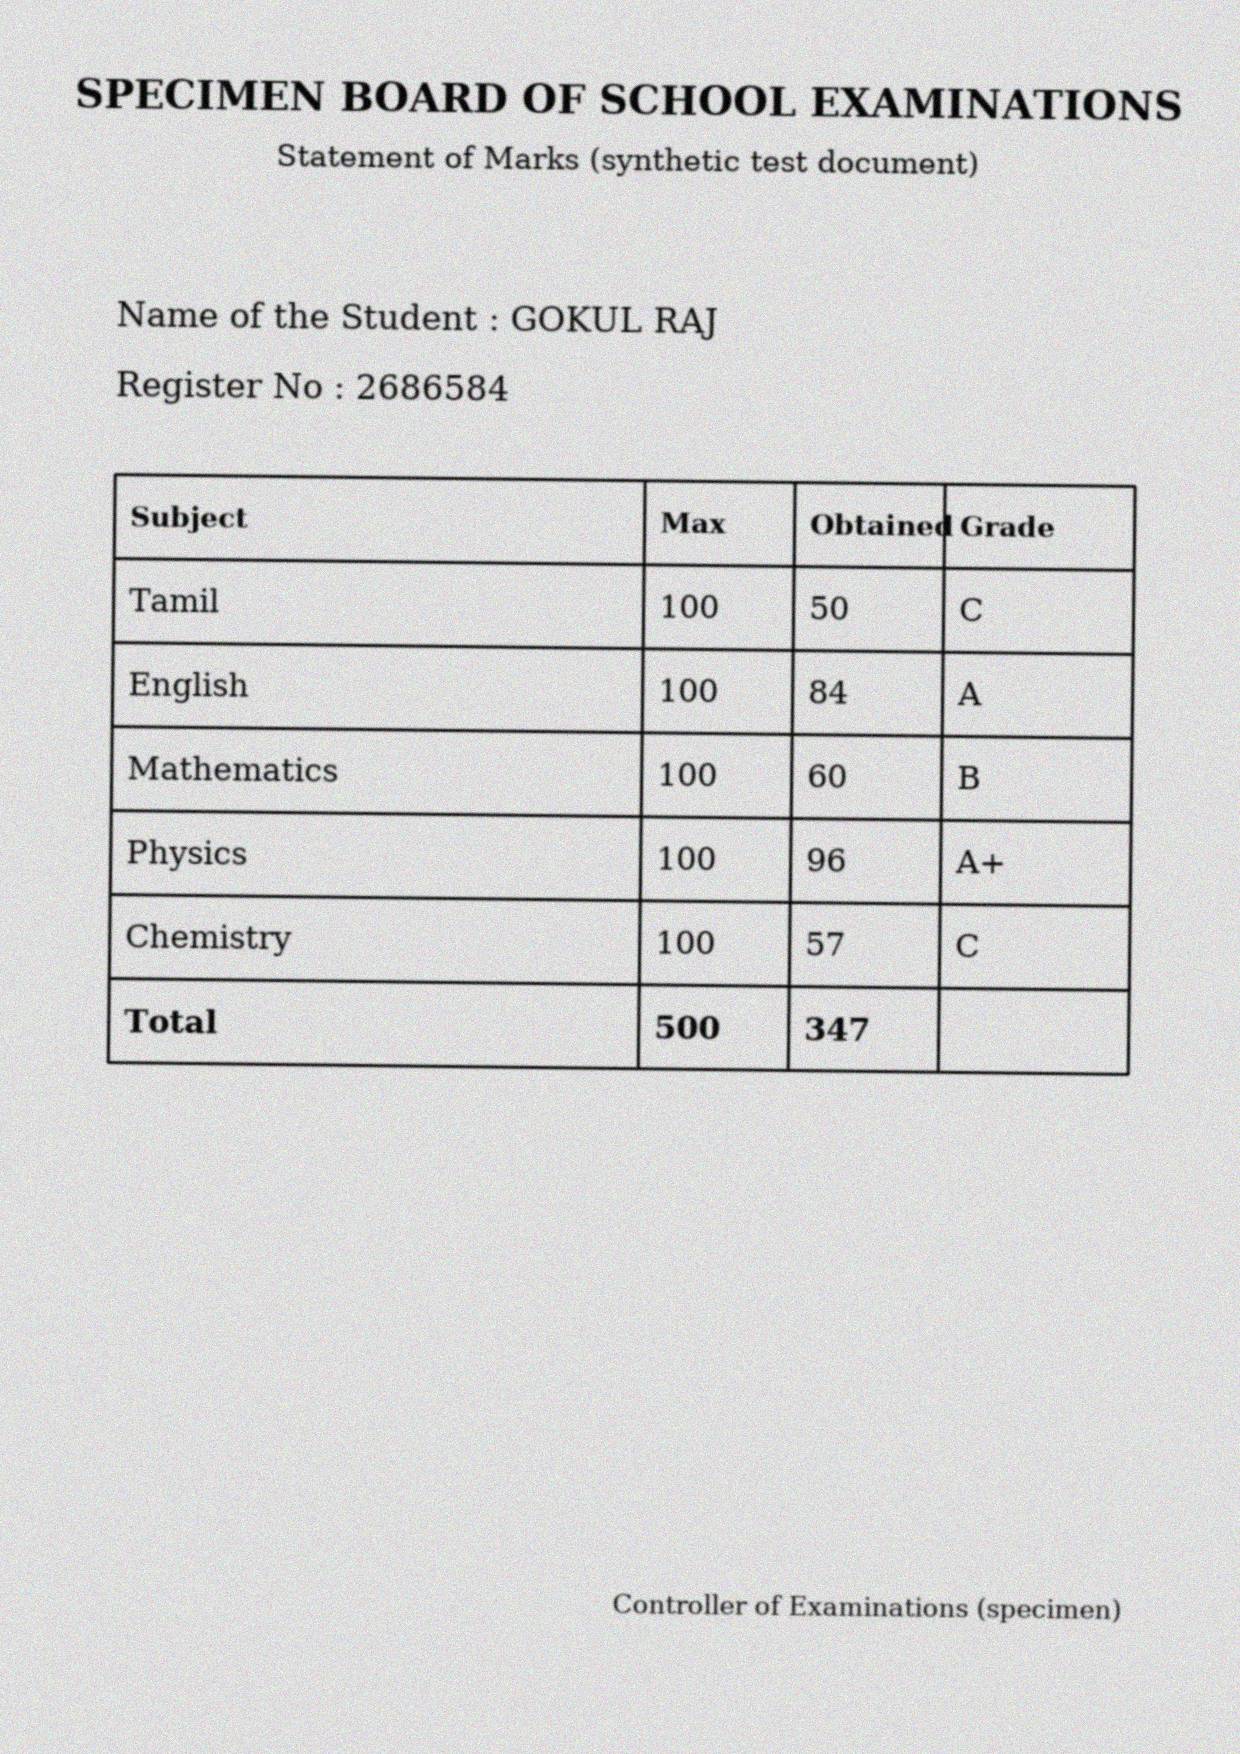 SPECIMEN BOARD OF SCHOOL EXAMINATIONS
Statement of Marks (synthetic test document)
Name of the Student : GOKUL RAJ
Register No : 2686584
Subject Max Obtained Grade
Tamil 100 50 C
English 100 84 A
Mathematics 100 60 B
Physics 100 96 A+
Chemistry 100 57 C
Total 500 347
Controller of Examinations (specimen)